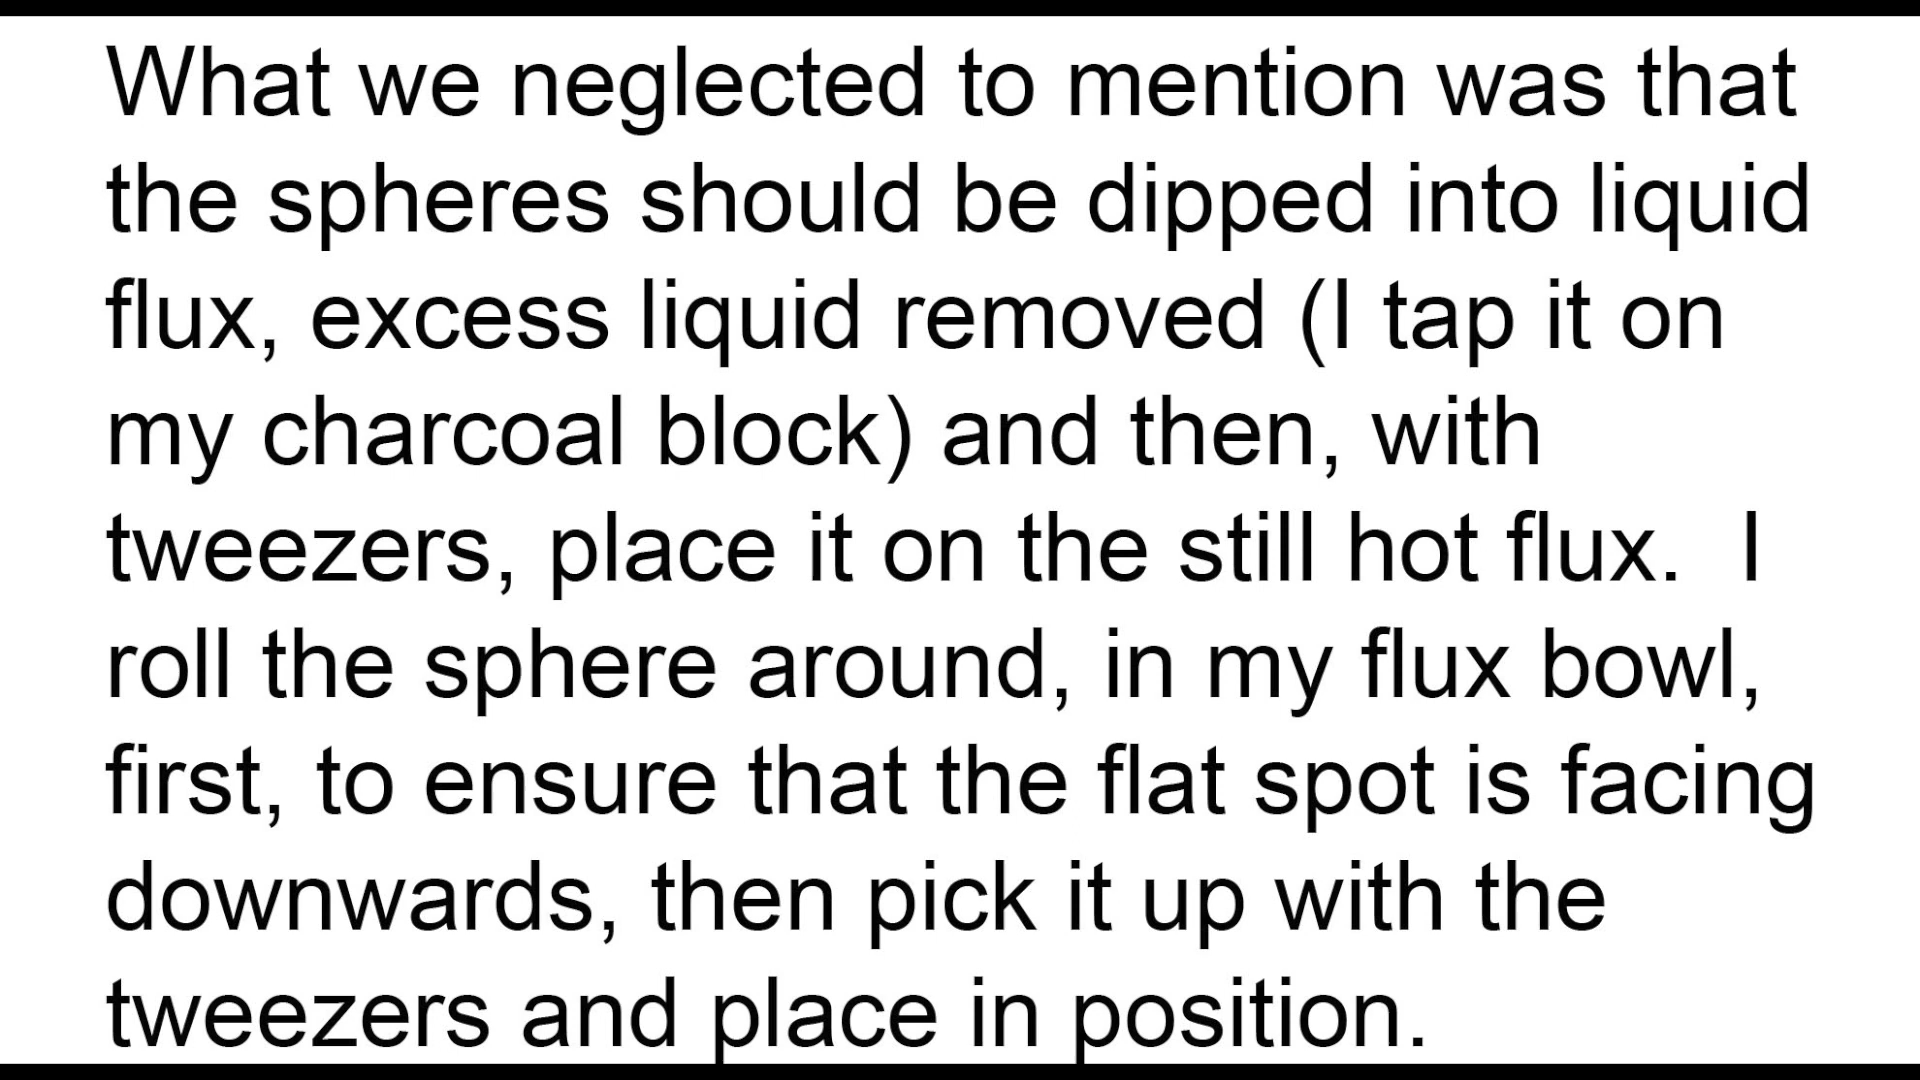 What we neglected to mention was that
the spheres should be dipped into liquid
flux, excess liquid removed (I tap it on
my charcoal block) and then, with
tweezers, place it on the still hot flux.  I
roll the sphere around, in my flux bowl,
first, to ensure that the flat spot is facing
downwards, then pick it up with the
tweezers and place in position.